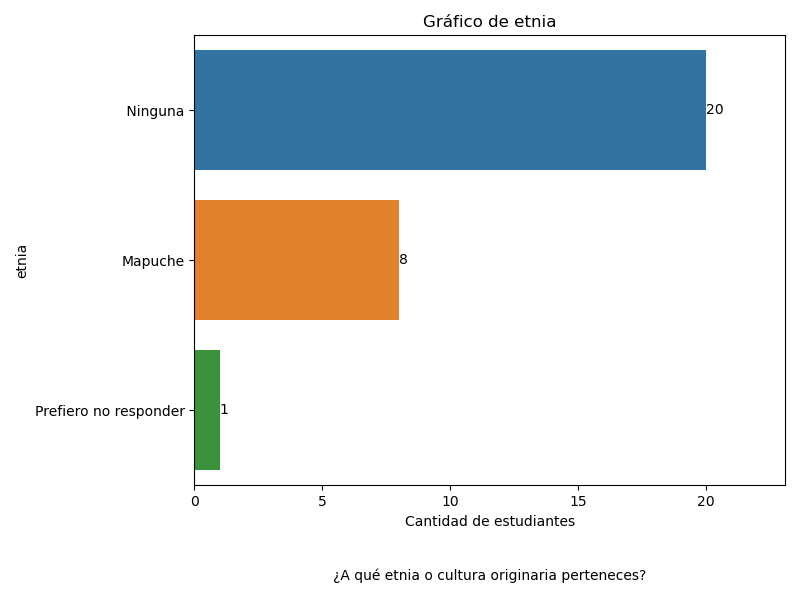 Gráfico de etnia
Ninguna
20
Mapuche
8
Prefiero no responder
1
etnia
0 5 10 15 20
Cantidad de estudiantes
¿A qué etnia o cultura originaria perteneces?